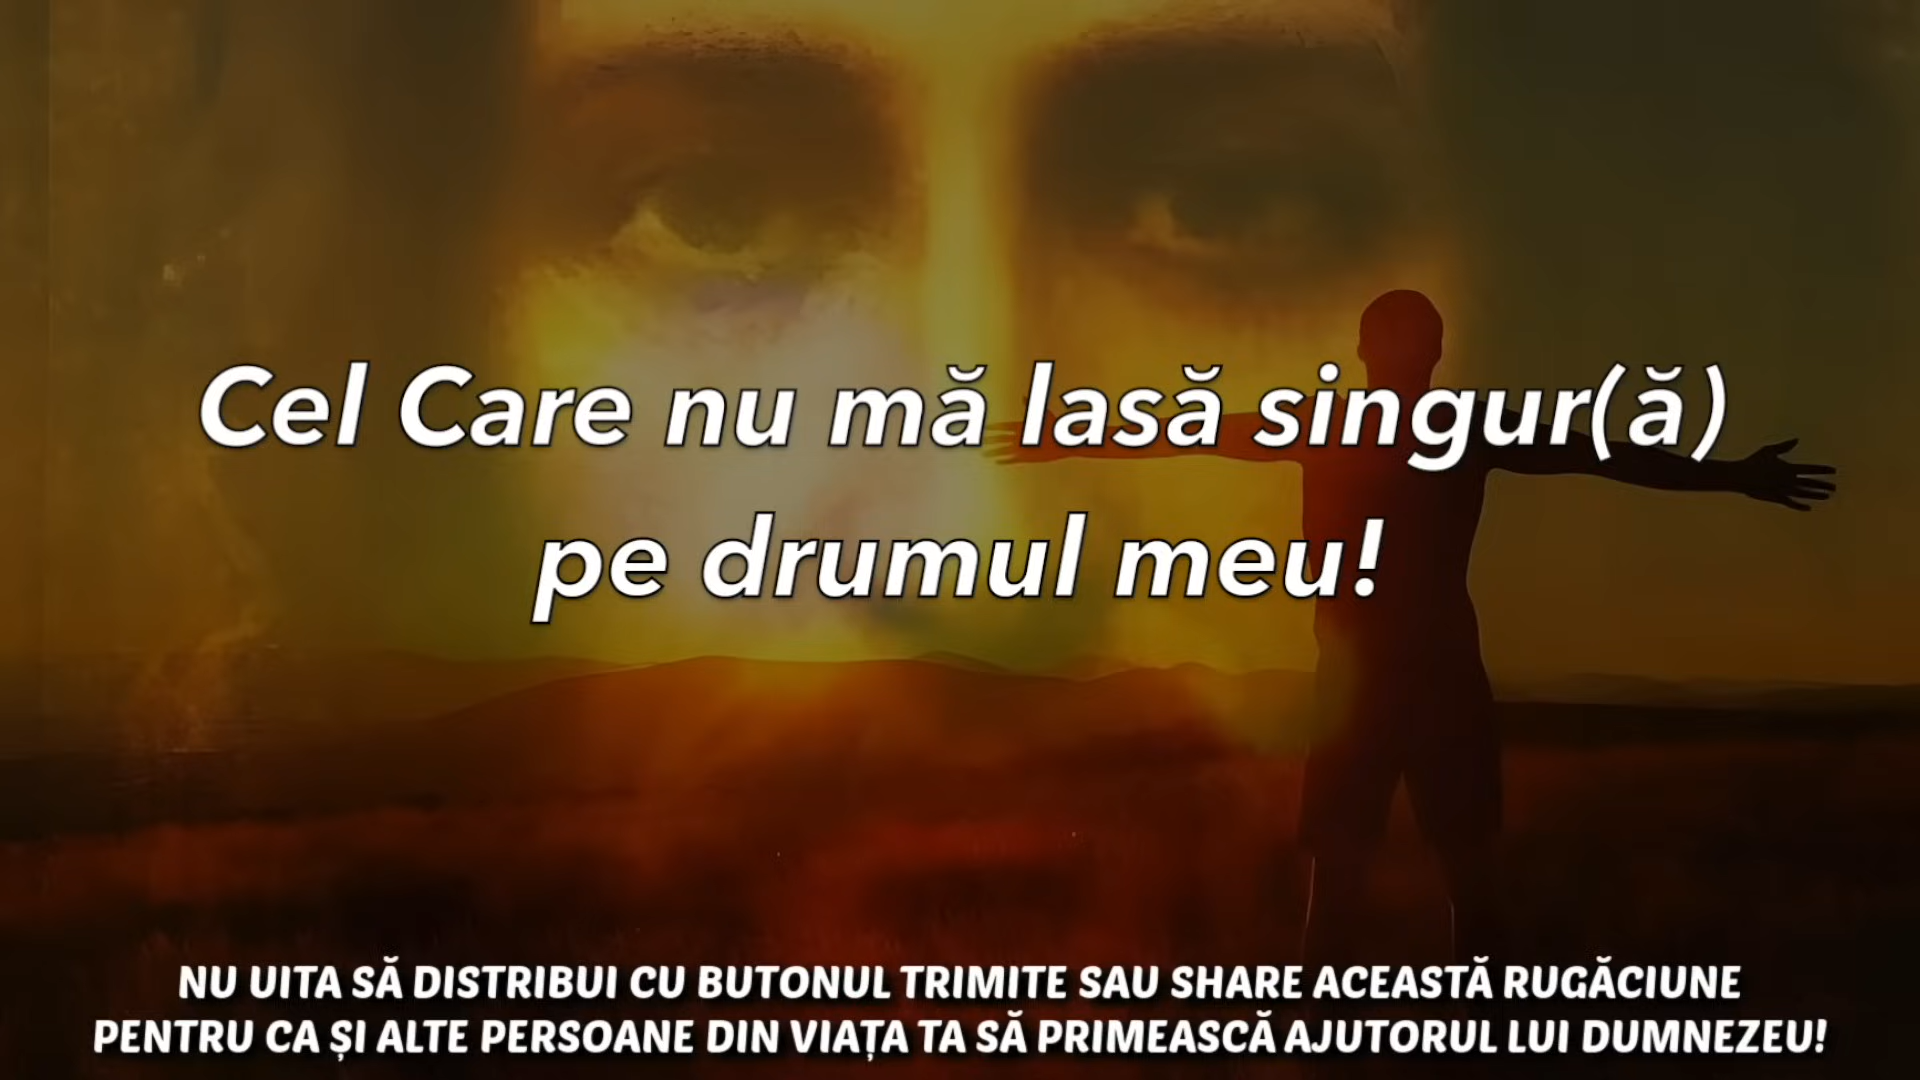 Cel Care nu mă lasă singur(ă)
pe drumul meu!
NU UITA SĂ DISTRIBUI CU BUTONUL TRIMITE SAU SHARE ACEASTĂ RUGĂCIUNE
PENTRU CA ȘI ALTE PERSOANE DIN VIAȚA TA SĂ PRIMEASCĂ AJUTORUL LUI DUMNEZEU!